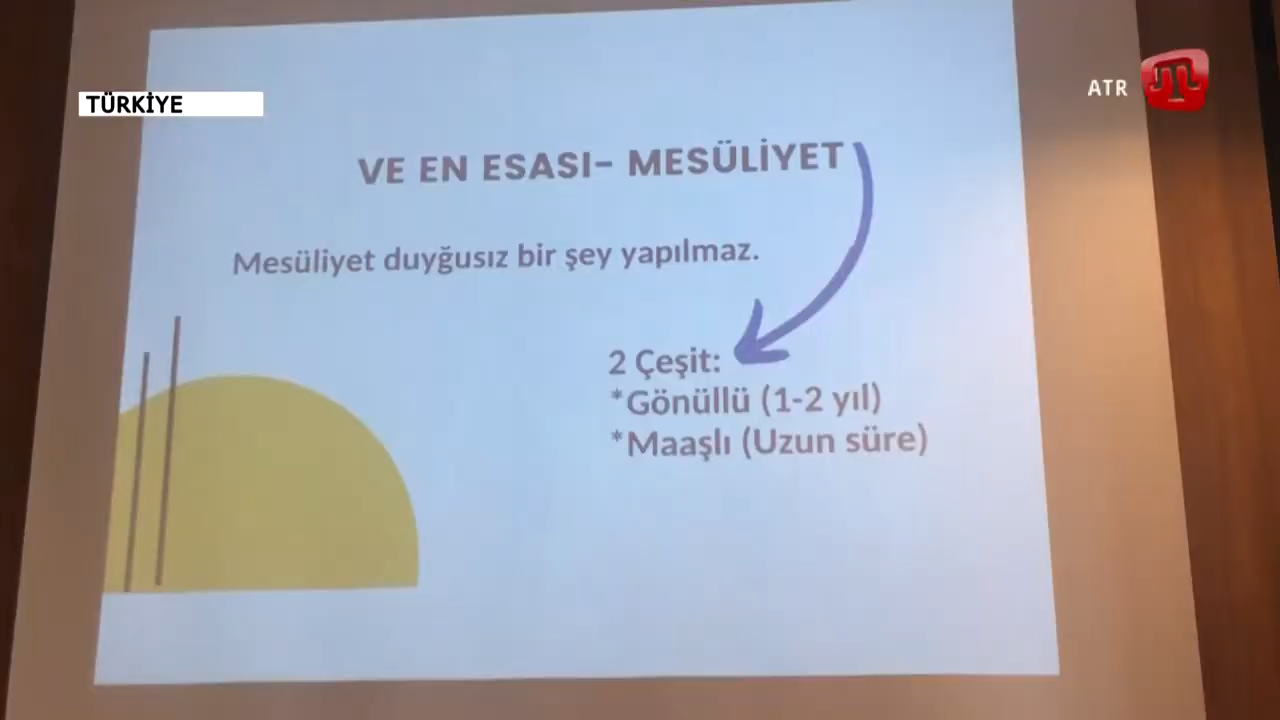 TÜRKİYE
ATR
VE EN ESASI- MESÜLİYET
Mesüliyet duyğusız bir şey yapılmaz.
2 Çeşit:
*Gönüllü (1-2 yıl)
*Maaşlı (Uzun süre)